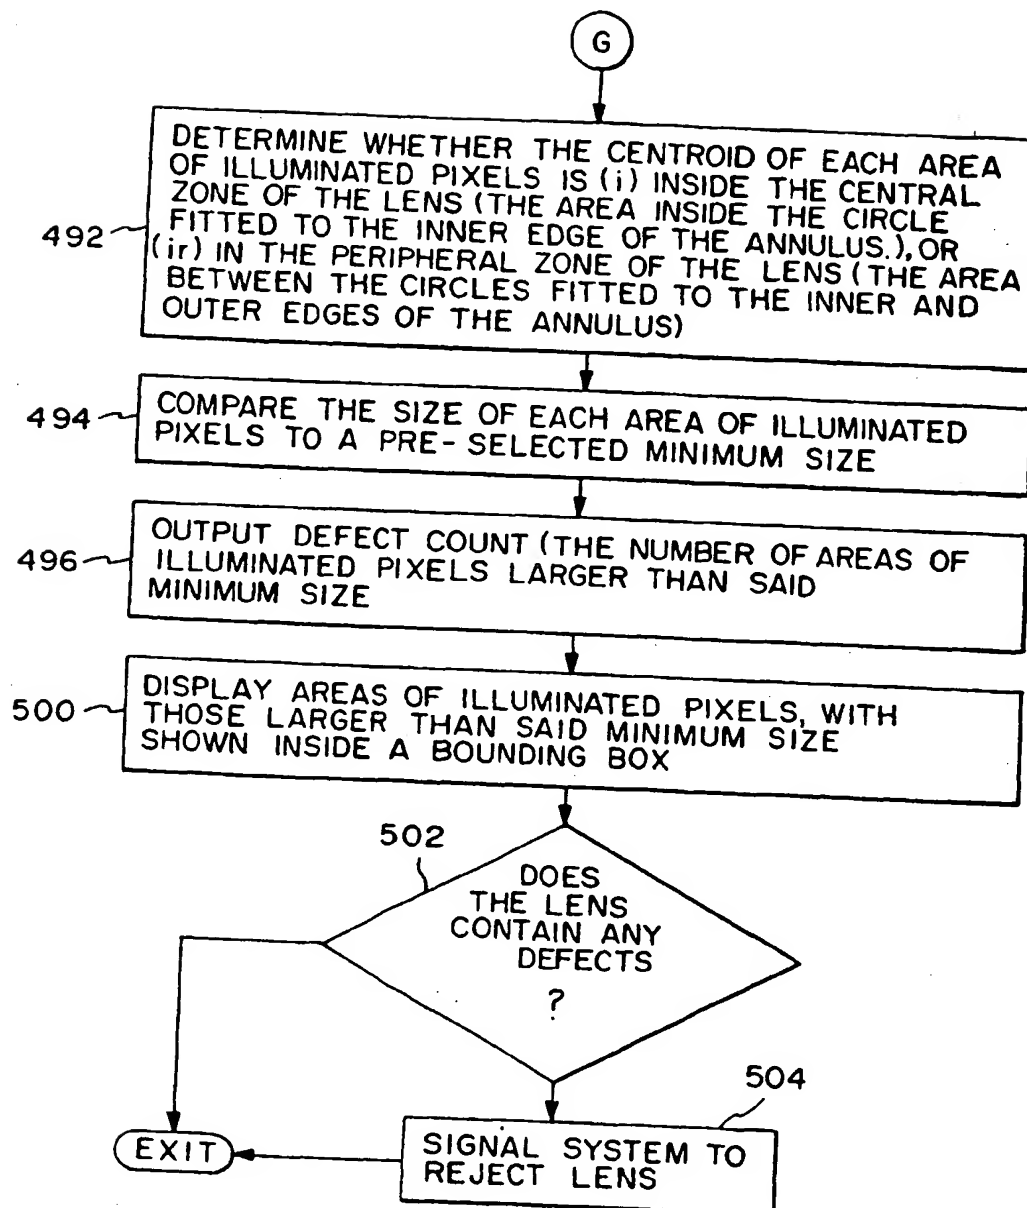 G
492
DETERMINE WHETHER THE CENTROID OF EACH AREA
OF ILLUMINATED PIXELS IS (i) INSIDE THE CENTRAL
ZONE OF THE LENS (THE AREA INSIDE THE CIRCLE
FITTED TO THE INNER EDGE OF THE ANNULUS.), OR
(ir) IN THE PERIPHERAL ZONE OF THE LENS (THE AREA
BETWEEN THE CIRCLES FITTED TO THE INNER AND
OUTER EDGES OF THE ANNULUS)
494
COMPARE THE SIZE OF EACH AREA OF ILLUMINATED
PIXELS TO A PRE-SELECTED MINIMUM SIZE
496
OUTPUT DEFECT COUNT (THE NUMBER OF AREAS OF
ILLUMINATED PIXELS LARGER THAN SAID
MINIMUM SIZE
500
DISPLAY AREAS OF ILLUMINATED PIXELS, WITH
THOSE LARGER THAN SAID MINIMUM SIZE
SHOWN INSIDE A BOUNDING BOX
502
DOES
THE LENS
CONTAIN ANY
DEFECTS
?
504
SIGNAL SYSTEM TO
REJECT LENS
EXIT